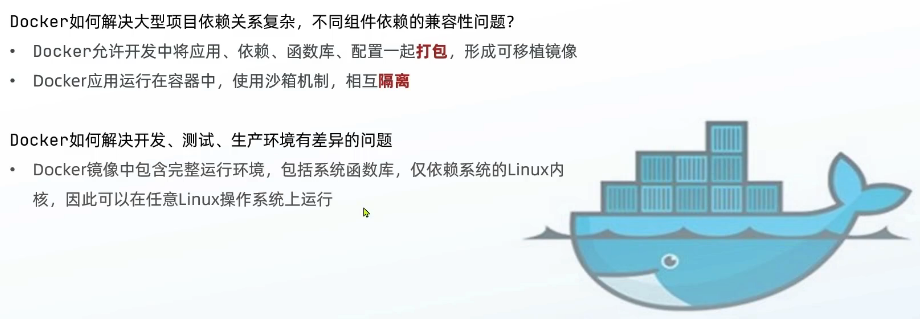 Docker如何解决大型项目依赖关系复杂，不同组件依赖的兼容性问题？
• Docker允许开发中将应用、依赖、函数库、配置一起打包，形成可移植镜像
• Docker应用运行在容器中，使用沙箱机制，相互隔离
Docker如何解决开发、测试、生产环境有差异的问题
• Docker镜像中包含完整运行环境，包括系统函数库，仅依赖系统的Linux内
核，因此可以在任意Linux操作系统上运行